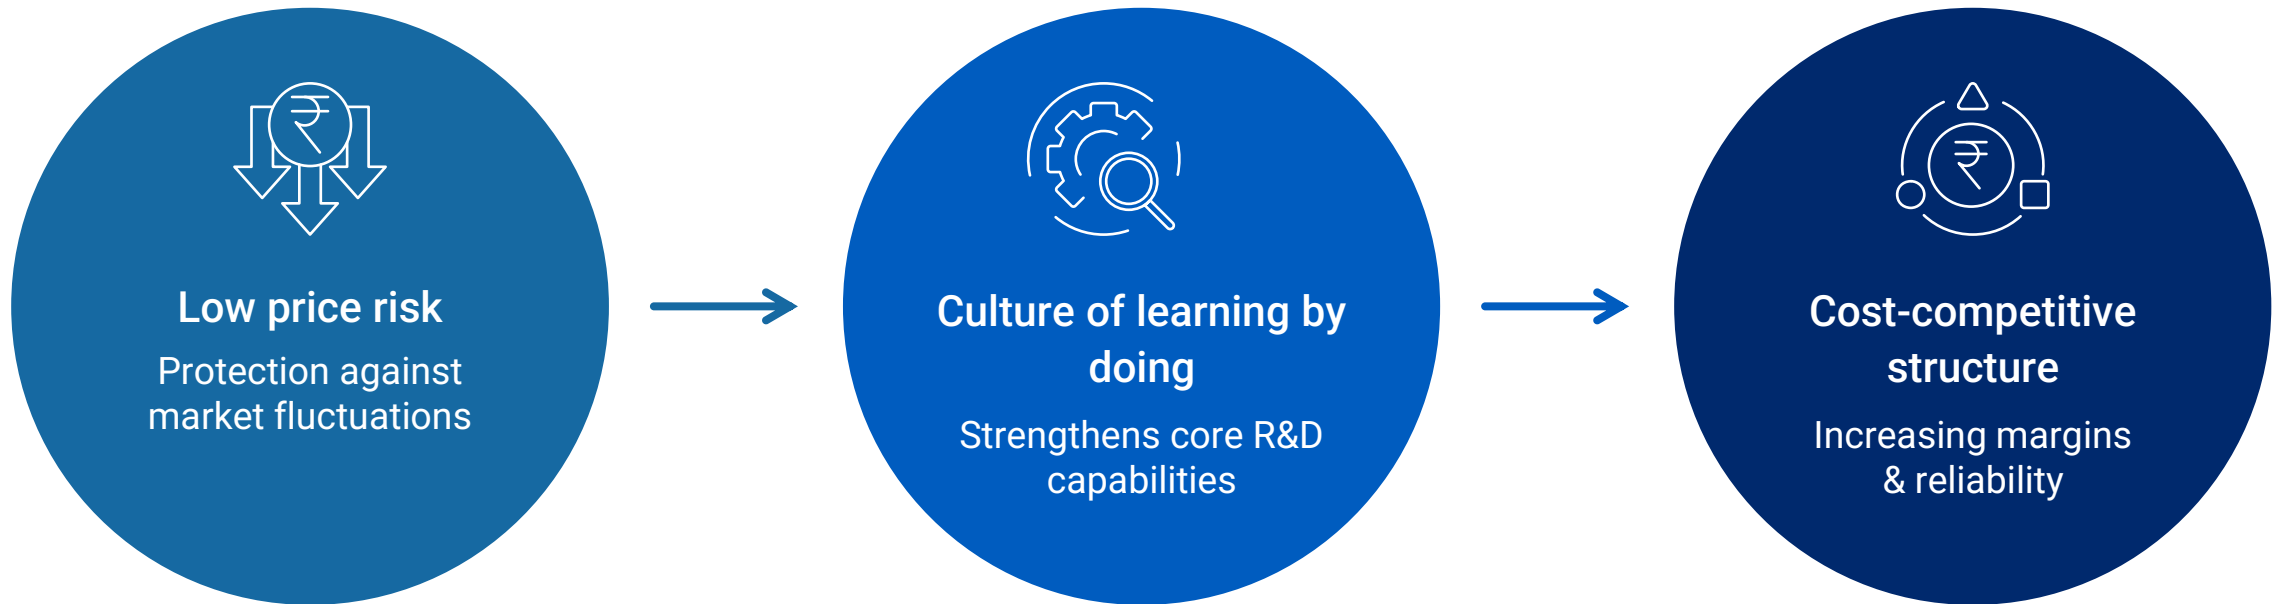 Low price risk
Protection against
market fluctuations
Culture of learning by
doing
Strengthens core R&D
capabilities
Cost-competitive
structure
Increasing margins
& reliability